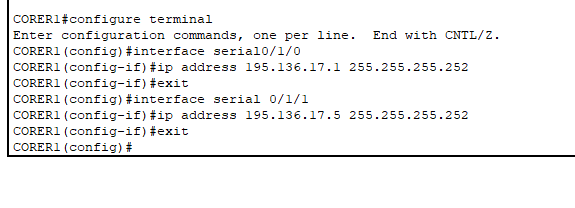 CORER1#configure terminal
Enter configuration commands, one per line.  End with CNTL/Z.
CORER1(config)#interface serial0/1/0
CORER1(config-if)#ip address 195.136.17.1 255.255.255.252
CORER1(config-if)#exit
CORER1(config)#interface serial 0/1/1
CORER1(config-if)#ip address 195.136.17.5 255.255.255.252
CORER1(config-if)#exit
CORER1(config)#